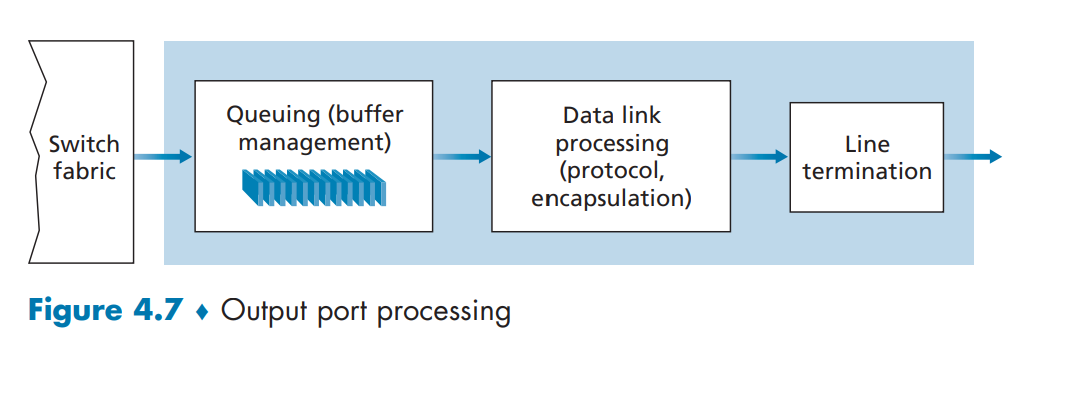 Switch
fabric
Queuing (buffer
management)
Data link
processing
(protocol,
encapsulation)
Line
termination
Figure 4.7 ♦ Output port processing